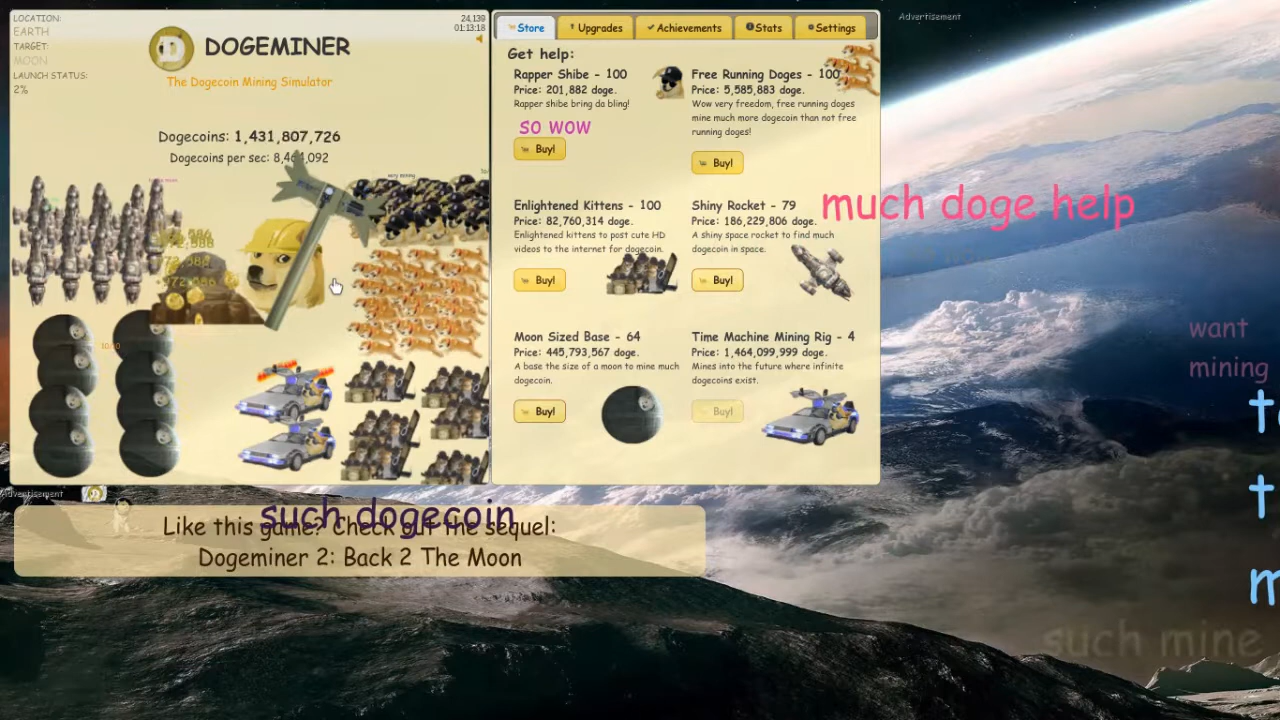 LOCATION:
EARTH
TARGET:
MOON
LAUNCH STATUS:
2%
24,139
01:13:18
DOGEMINER
The Dogecoin Mining Simulator
Dogecoins: 1,431,807,726
Dogecoins per sec:
Store
Upgrades
Achievements
Stats
Settings
Get help:
Rapper Shibe - 100
Price: 201,882 doge.
Rapper shibe bring da bling!
so wow
Buy!
Free Running Doges - 100
Price: 5,585,883 doge.
Wow very freedom, free running doges
mine much more dogecoin than not free
running doges!
Buy!
Enlightened Kittens - 100
Price: 82,760,314 doge.
Enlightened kittens to post cute HD
videos to the internet for dogecoin.
Buy!
Shiny Rocket - 79
Price: 186,229,806 doge.
A shiny space rocket to find much
dogecoin in space.
Buy!
Moon Sized Base - 64
Price: 445,793,567 doge.
A base the size of a moon to mine much
dogecoin.
Buy!
Time Machine Mining Rig - 4
Price: 1,464,099,999 doge.
Mines into the future where infinite
dogecoins exist.
Buy!
Advertisement
much doge help
want
mining
such mine
Advertisement
such dogecoin
Like this game? Check out the sequel:
Dogeminer 2: Back 2 The Moon